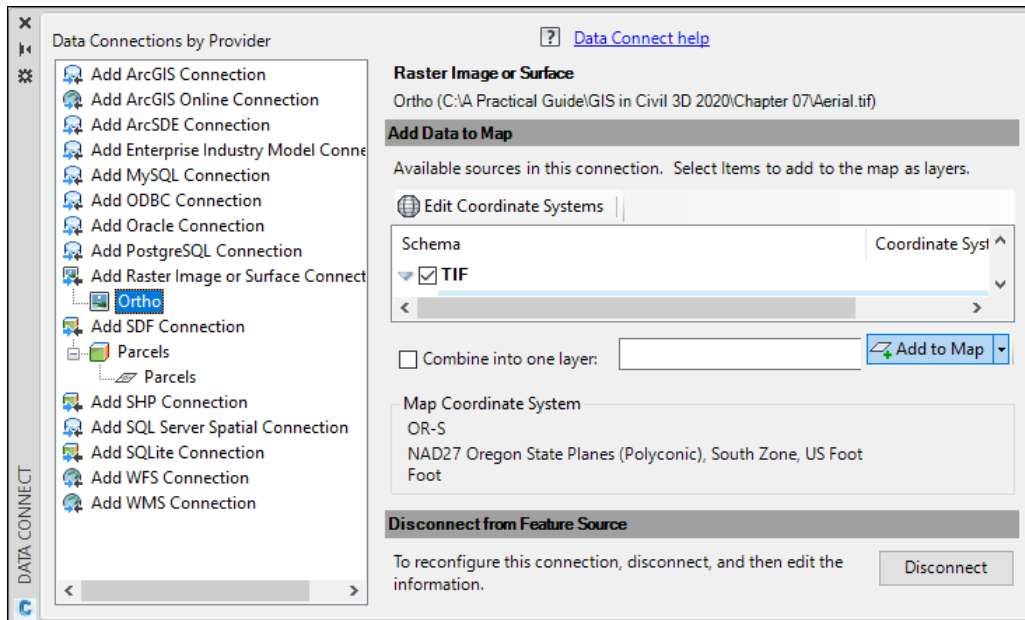 Data Connections by Provider
Add ArcGIS Connection
Add ArcGIS Online Connection
Add ArcSDE Connection
Add Enterprise Industry Model Conne
Add MySQL Connection
Add ODBC Connection
Add Oracle Connection
Add PostgreSQL Connection
Add Raster Image or Surface Connect
Ortho
Add SDF Connection
Parcels
Parcels
Add SHP Connection
Add SQL Server Spatial Connection
Add SQLite Connection
Add WFS Connection
Add WMS Connection
DATA CONNECT
C
? Data Connect help
Raster Image or Surface
Ortho (C:\A Practical Guide\GIS in Civil 3D 2020\Chapter 07\Aerial.tif)
Add Data to Map
Available sources in this connection. Select Items to add to the map as layers.
Edit Coordinate Systems
Schema Coordinate Syst
TIF
Combine into one layer: Add to Map
Map Coordinate System
OR-S
NAD27 Oregon State Planes (Polyconic), South Zone, US Foot
Foot
Disconnect from Feature Source
To reconfigure this connection, disconnect, and then edit the
information.
Disconnect